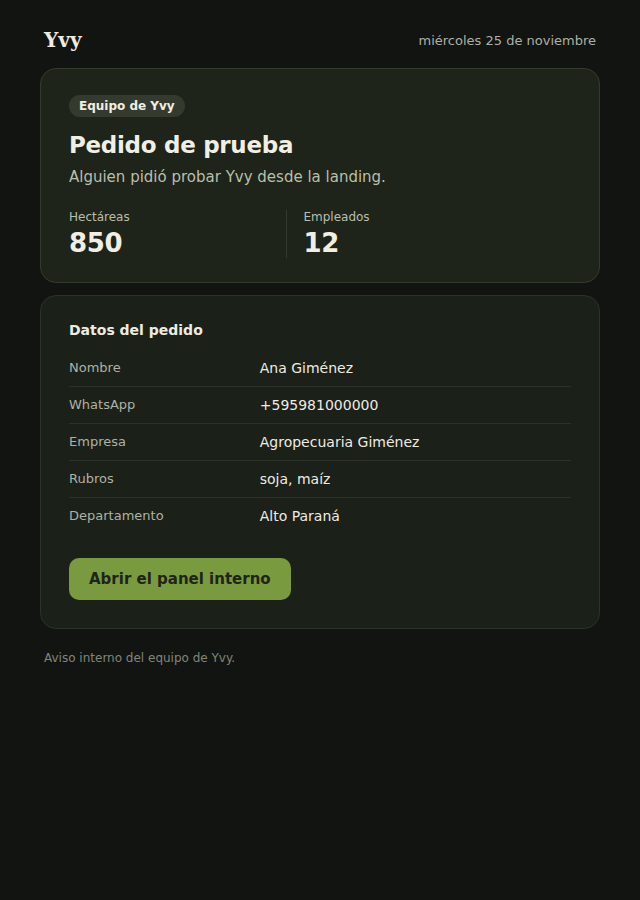 Yvy
miércoles 25 de noviembre
Equipo de Yvy
Pedido de prueba
Alguien pidió probar Yvy desde la landing.
Hectáreas
850
Empleados
12
Datos del pedido
Nombre
Ana Giménez
WhatsApp
+595981000000
Empresa
Agropecuaria Giménez
Rubros
soja, maíz
Departamento
Alto Paraná
Abrir el panel interno
Aviso interno del equipo de Yvy.